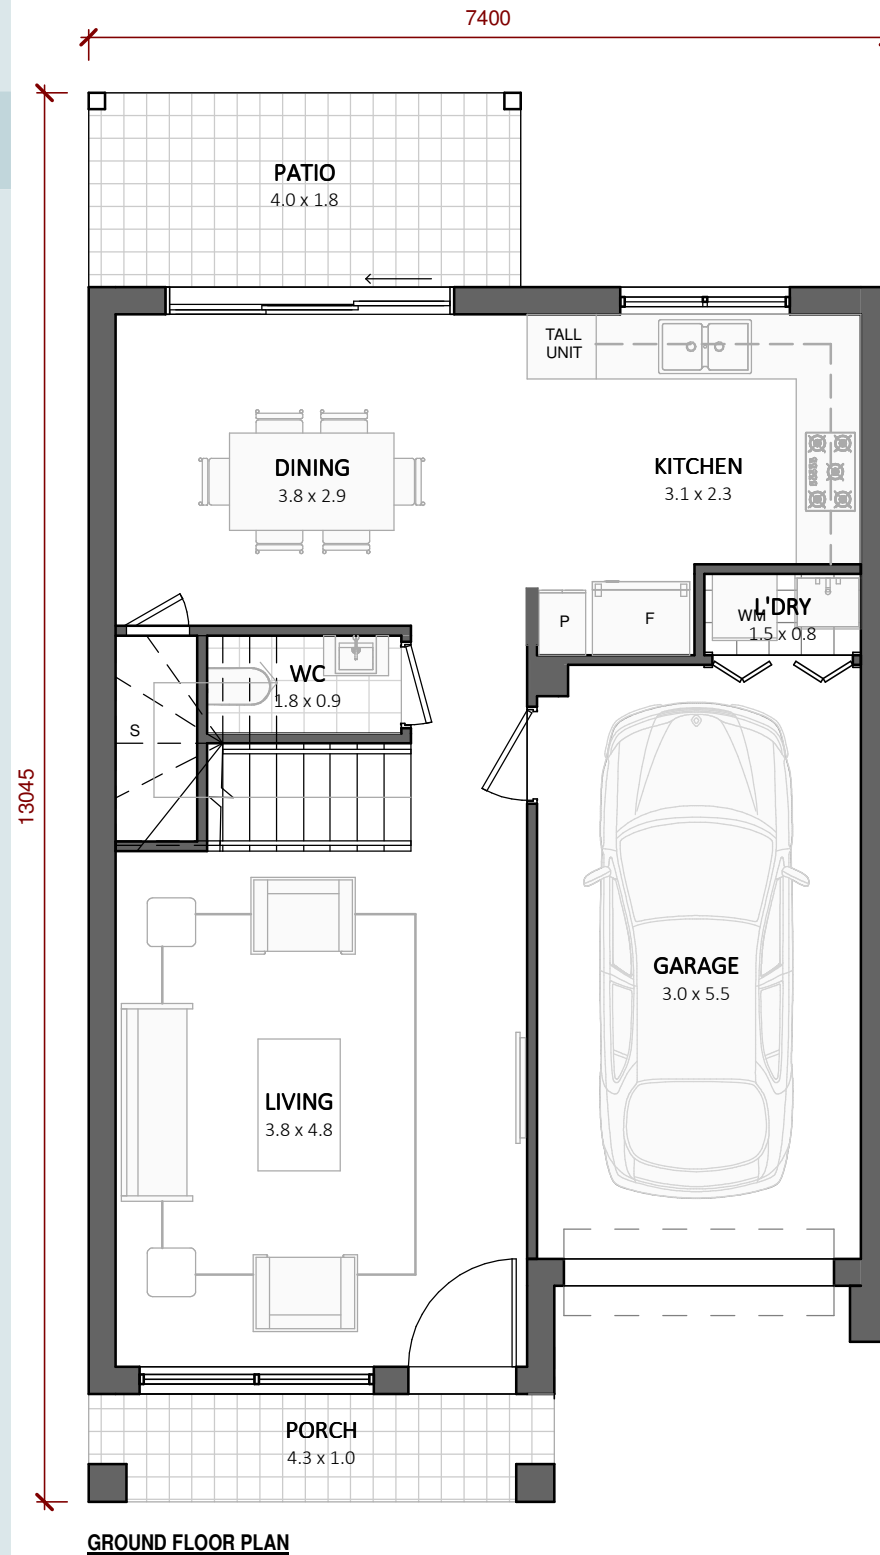 7400
13045
PATIO
4.0 x 1.8
TALL
UNIT
DINING
3.8 x 2.9
KITCHEN
3.1 x 2.3
P
F
WM
L'DRY
1.5 x 0.8
WC
1.8 x 0.9
S
GARAGE
3.0 x 5.5
LIVING
3.8 x 4.8
PORCH
4.3 x 1.0
GROUND FLOOR PLAN